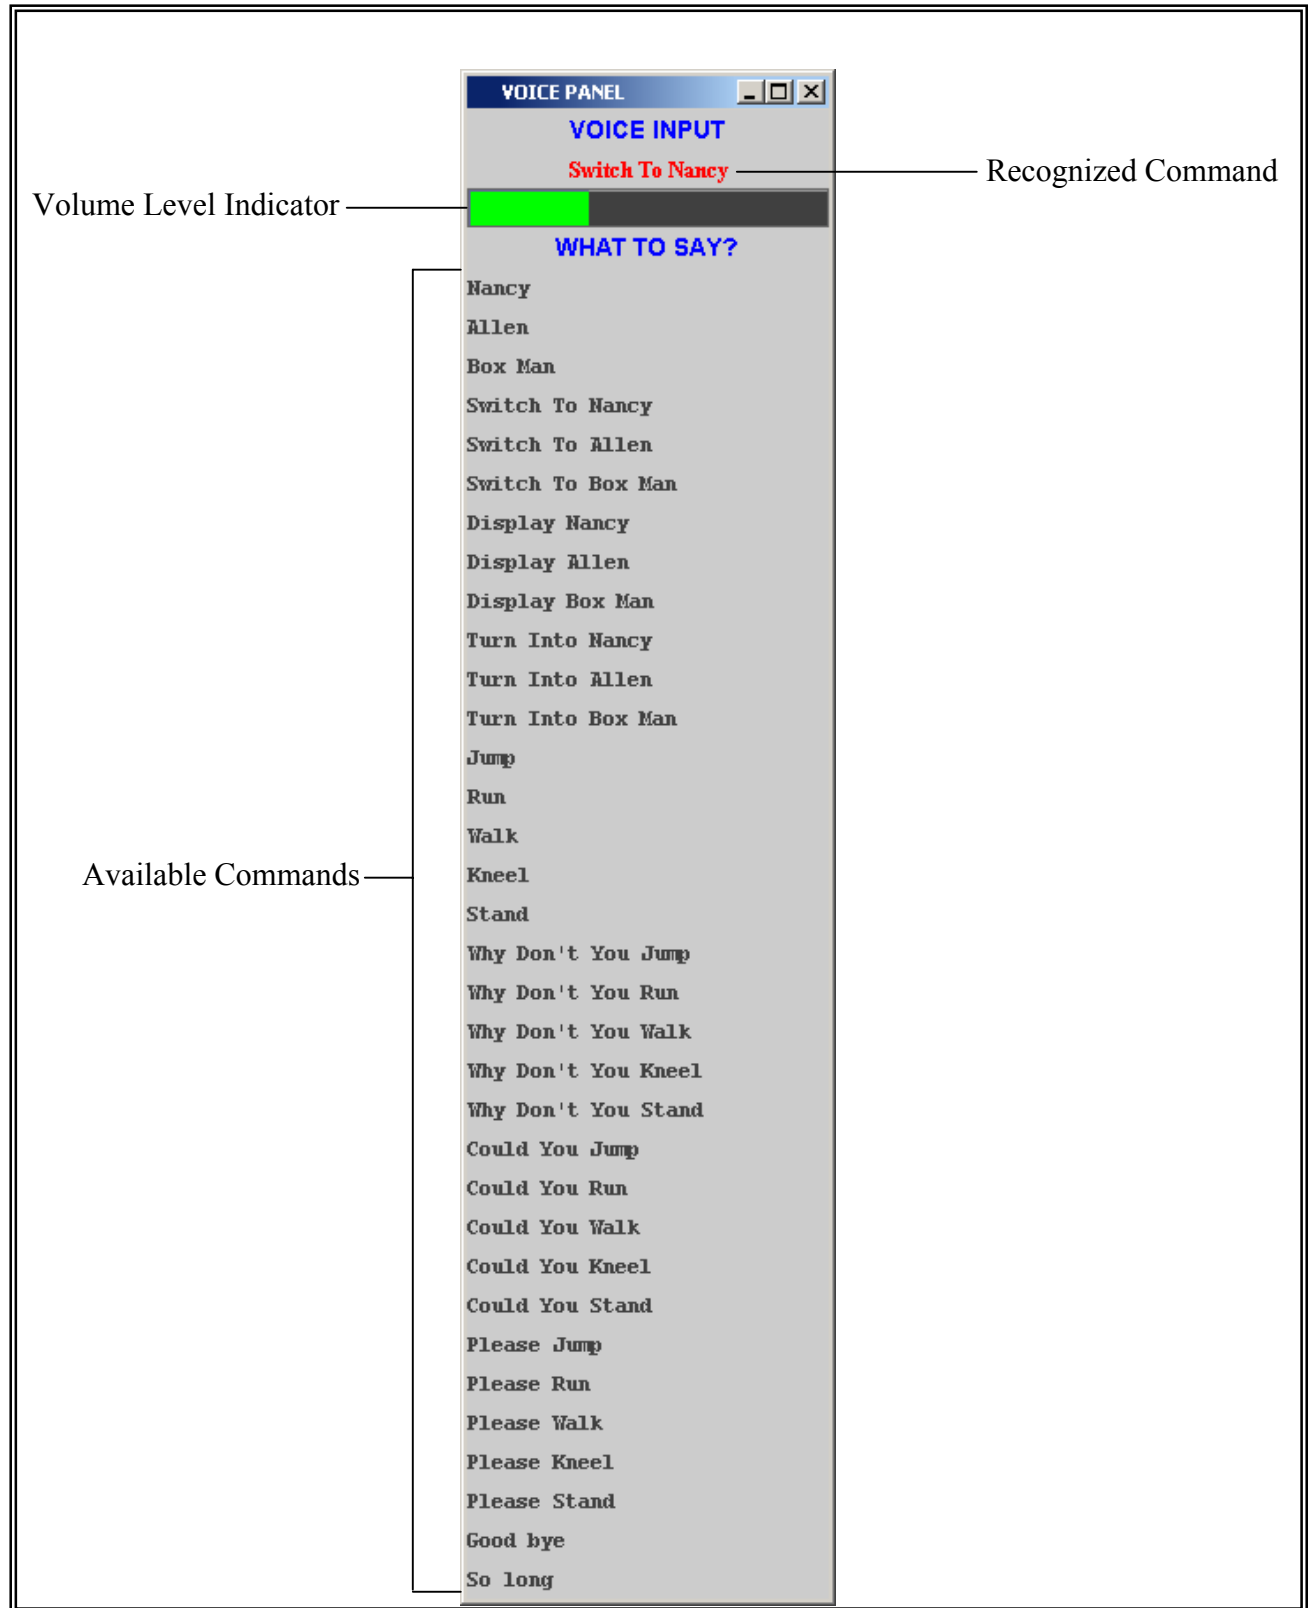 VOICE PANEL
VOICE INPUT
Switch To Nancy
Recognized Command
Volume Level Indicator
WHAT TO SAY?
Nancy
Allen
Box Man
Switch To Nancy
Switch To Allen
Switch To Box Man
Display Nancy
Display Allen
Display Box Man
Turn Into Nancy
Turn Into Allen
Turn Into Box Man
Jump
Run
Walk
Available Commands
Kneel
Stand
Why Don't You Jump
Why Don't You Run
Why Don't You Walk
Why Don't You Kneel
Why Don't You Stand
Could You Jump
Could You Run
Could You Walk
Could You Kneel
Could You Stand
Please Jump
Please Run
Please Walk
Please Kneel
Please Stand
Good bye
So long